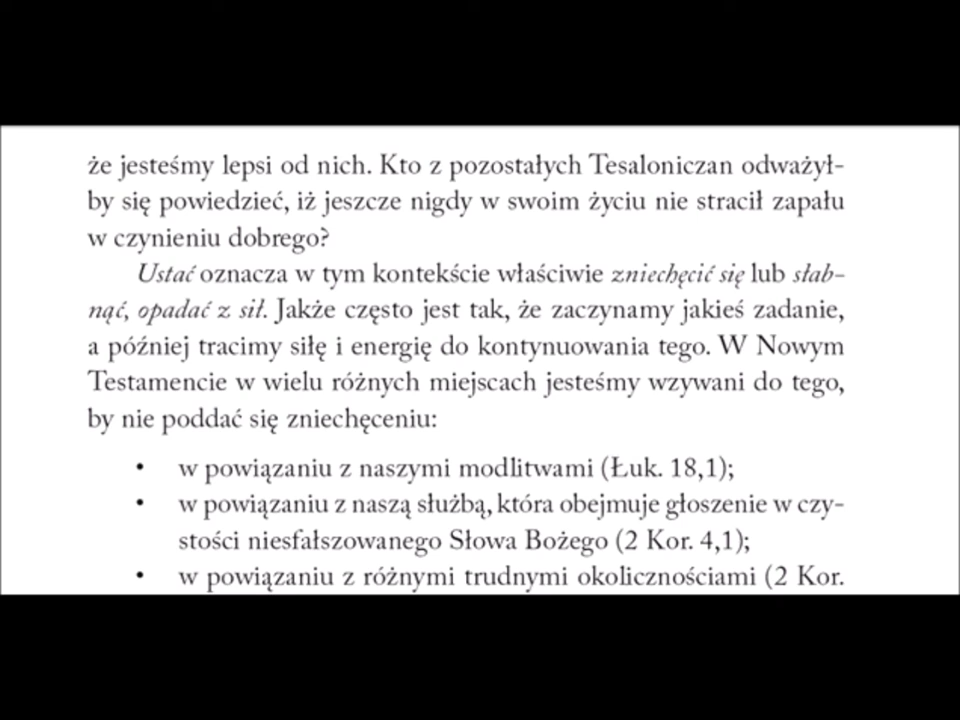 że jesteśmy lepsi od nich. Kto z pozostałych Tesaloniczan odważył-
by się powiedzieć, iż jeszcze nigdy w swoim życiu nie stracił zapału
w czynieniu dobrego?
Ustać oznacza w tym kontekście właściwie zniechęcić się lub słab-
nąć, opadać z sił. Jakże często jest tak, że zaczynamy jakieś zadanie,
a później tracimy siłę i energię do kontynuowania tego. W Nowym
Testamencie w wielu różnych miejscach jesteśmy wzywani do tego,
by nie poddać się zniechęceniu:
• w powiązaniu z naszymi modlitwami (Łuk. 18,1);
• w powiązaniu z naszą służbą, która obejmuje głoszenie w czy-
stości niesfałszowanego Słowa Bożego (2 Kor. 4,1);
• w powiązaniu z różnymi trudnymi okolicznościami (2 Kor.